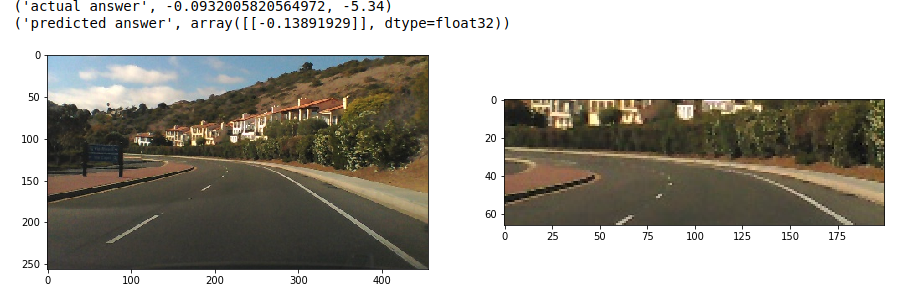 ('actual answer', -0.0932005820564972, -5.34)
('predicted answer', array([[-0.13891929]], dtype=float32))
0
50
100
150
200
250
0 100 200 300 400
0
20
40
60
0 25 50 75 100 125 150 175